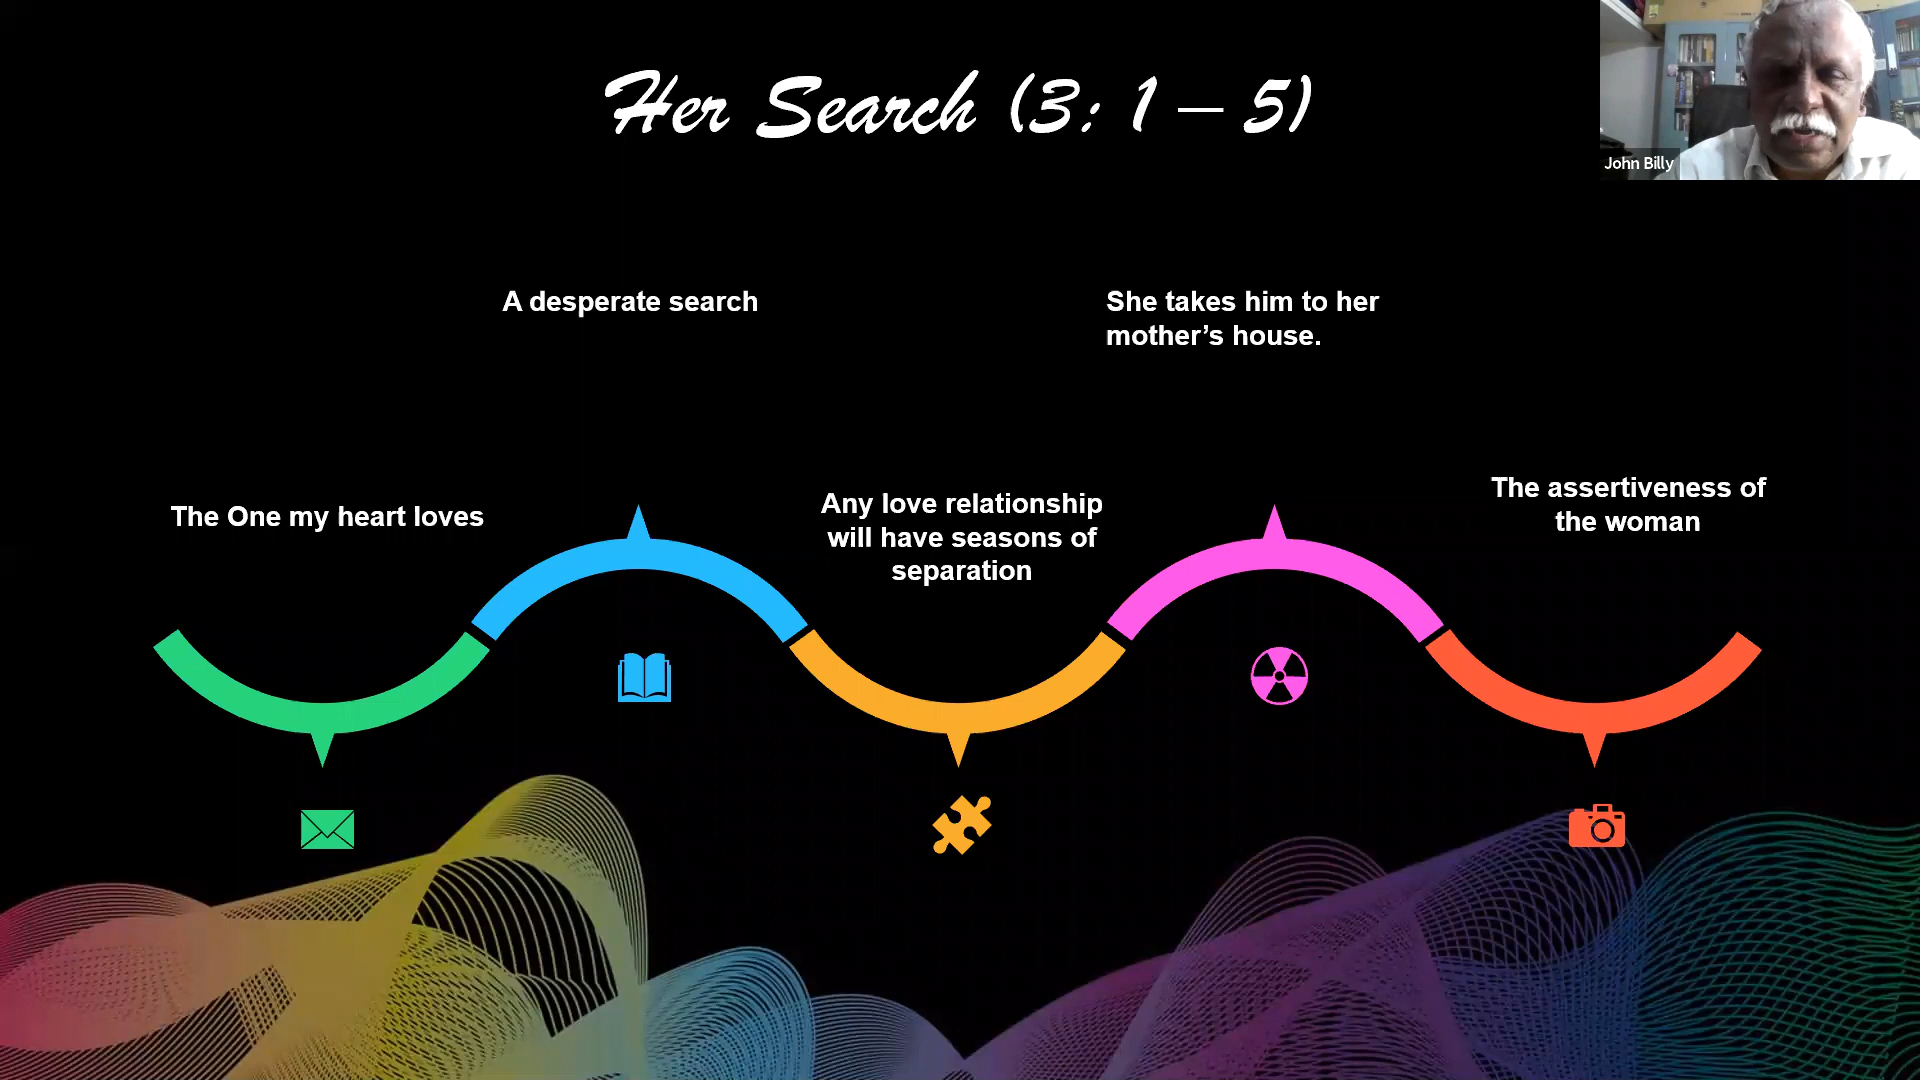 Her Search (3: 1 – 5)
John Billy
A desperate search
She takes him to her
mother’s house.
The One my heart loves
Any love relationship
will have seasons of
separation
The assertiveness of
the woman